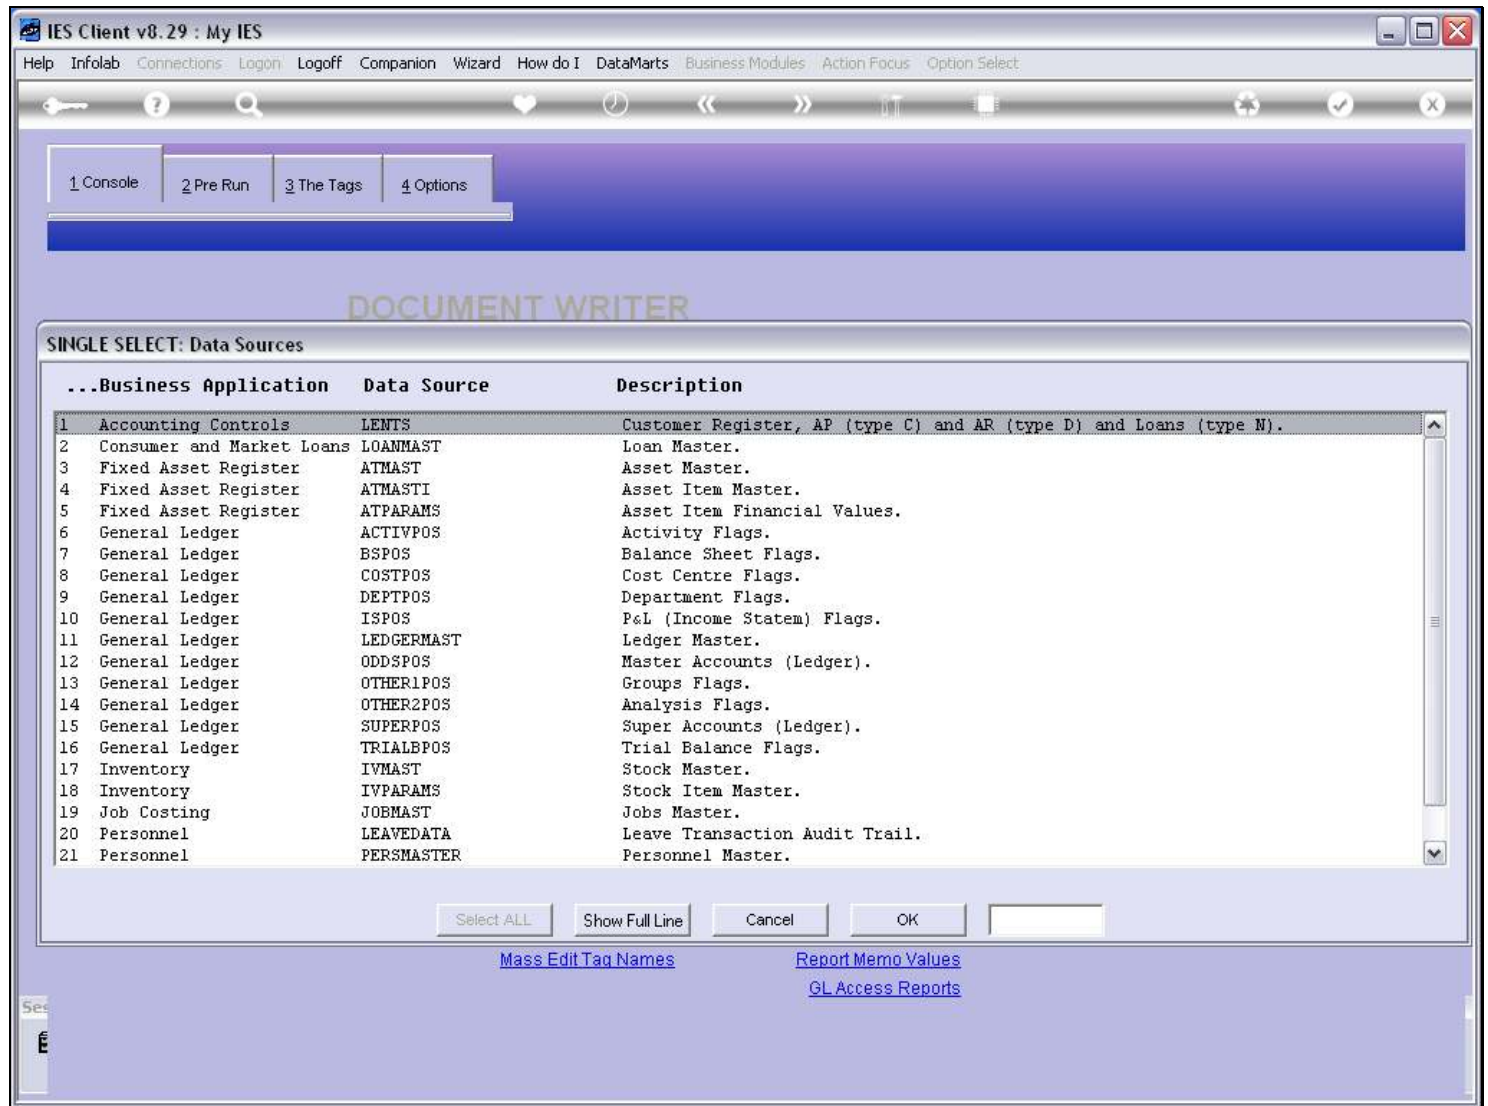 IES Client v8.29 : My IES
Help Infolab Connections Logon Logoff Companion Wizard How do I DataMarts Business Modules Action Focus Option Select
1 Console 2 Pre Run 3 The Tags 4 Options
DOCUMENT WRITER
SINGLE SELECT: Data Sources
...Business Application Data Source Description
1 Accounting Controls LENTS Customer Register, AP (type C) and AR (type D) and Loans (type N).
2 Consumer and Market Loans LOANMAST Loan Master.
3 Fixed Asset Register ATMAST Asset Master.
4 Fixed Asset Register ATMASTI Asset Item Master.
5 Fixed Asset Register ATPARAMS Asset Item Financial Values.
6 General Ledger ACTIVPOS Activity Flags.
7 General Ledger BSPOS Balance Sheet Flags.
8 General Ledger COSTPOS Cost Centre Flags.
9 General Ledger DEPTPOS Department Flags.
10 General Ledger ISPOS P&L (Income Statem) Flags.
11 General Ledger LEDGERMAST Ledger Master.
12 General Ledger ODDSPOS Master Accounts (Ledger).
13 General Ledger OTHER1POS Groups Flags.
14 General Ledger OTHER2POS Analysis Flags.
15 General Ledger SUPERPOS Super Accounts (Ledger).
16 General Ledger TRIALBPOS Trial Balance Flags.
17 Inventory IVMAST Stock Master.
18 Inventory IVPARAMS Stock Item Master.
19 Job Costing JOBMAST Jobs Master.
20 Personnel LEAVEDATA Leave Transaction Audit Trail.
21 Personnel PERSMASTER Personnel Master.
Select ALL Show Full Line Cancel OK
Mass Edit Tag Names Report Memo Values
GL Access Reports
Ses